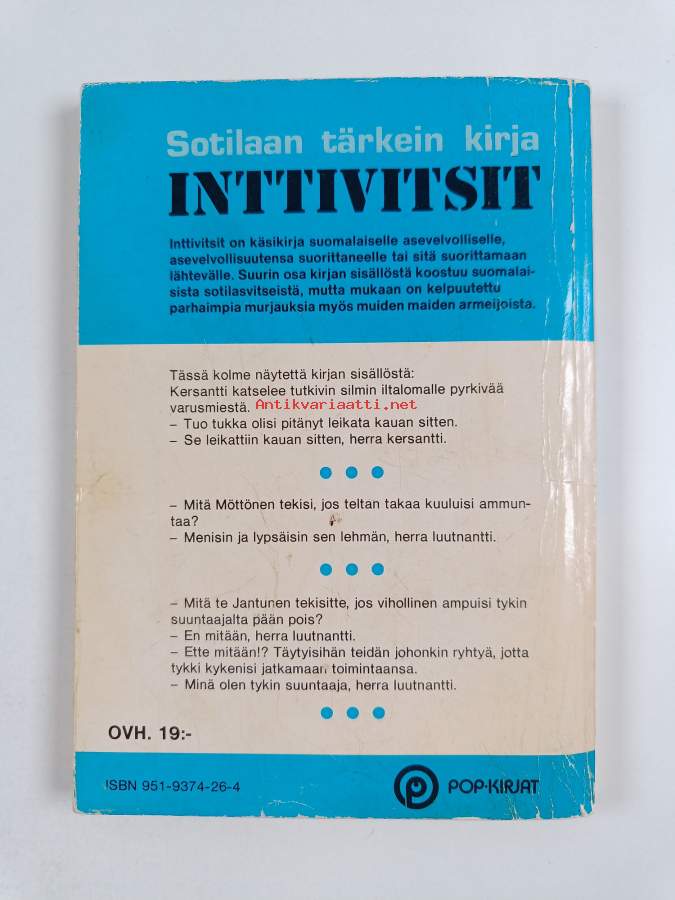 Sotilaan tärkein kirja
INTTIVITSIT
Inttivitsit on käsikirja suomalaiselle asevelvolliselle,
asevelvollisuutensa suorittaneelle tai sitä suorittamaan
lähtevälle. Suurin osa kirjan sisällöstä koostuu suomalai-
sista sotilasvitseistä, mutta mukaan on kelpuutettu
parhaimpia murjauksia myös muiden maiden armeijoista.
Tässä kolme näytettä kirjan sisällöstä:
Kersantti katselee tutkivin silmin iltalomalle pyrkivää
varusmiestä. Antikvariaatti.net
– Tuo tukka olisi pitänyt leikata kauan sitten.
– Se leikattiin kauan sitten, herra kersantti.
– Mitä Möttönen tekisi, jos teltan takaa kuuluisi ammun-
taa?
– Menisin ja lypsäisin sen lehmän, herra luutnantti.
– Mitä te Jantunen tekisitte, jos vihollinen ampuisi tykin
suuntaajalta pään pois?
– En mitään, herra luutnantti.
– Ette mitään!? Täytyisihän teidän johonkin ryhtyä, jotta
tykki kykenisi jatkamaan toimintaansa.
– Minä olen tykin suuntaaja, herra luutnantti.
OVH. 19:-
ISBN 951-9374-26-4
POP-KIRJAT